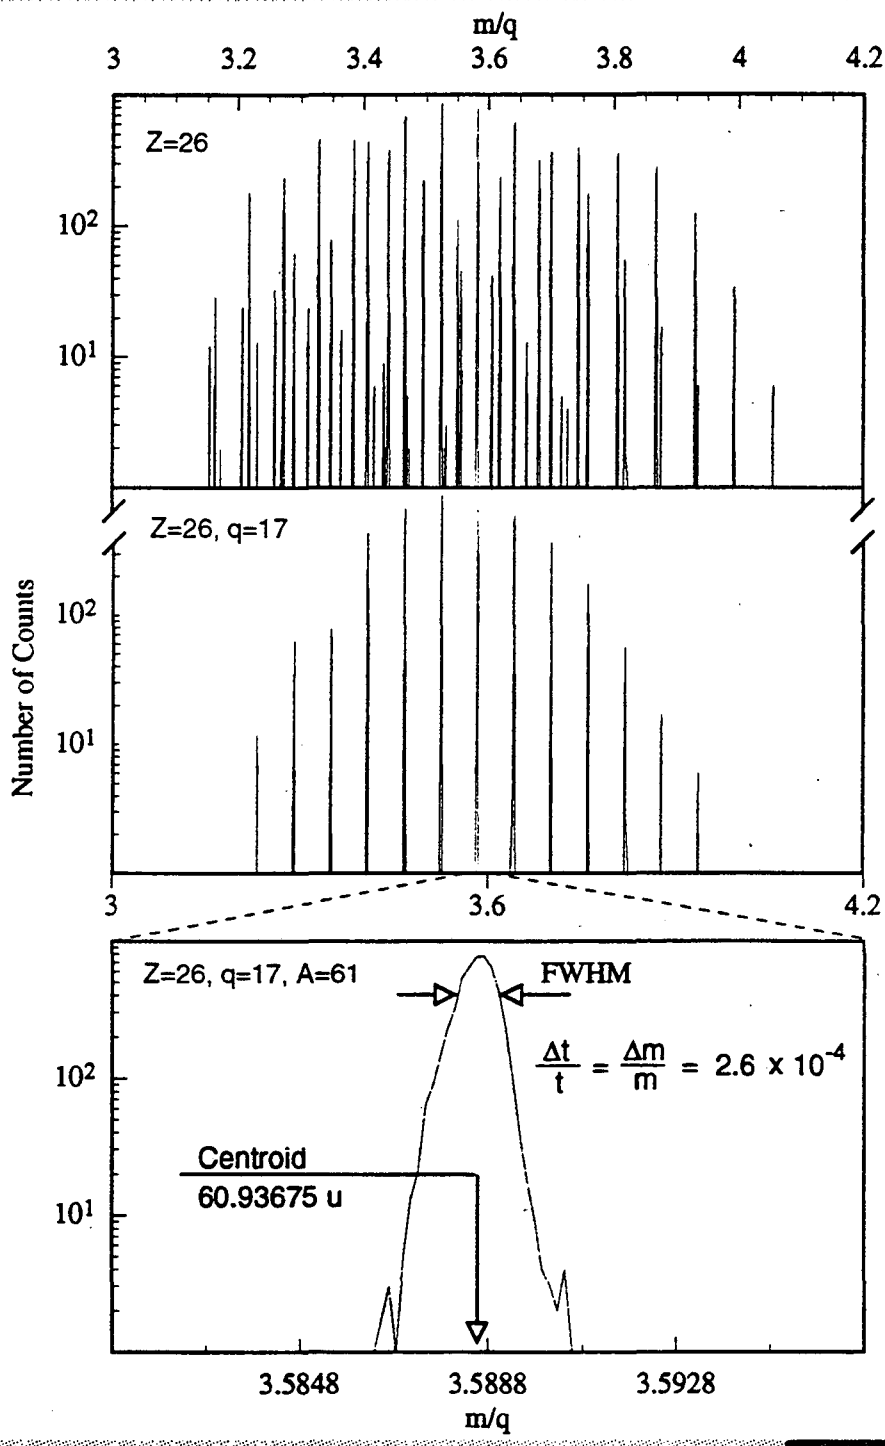 m/q
3 3.2 3.4 3.6 3.8 4 4.2
Z=26
10²
10¹
Z=26, q=17
10²
10¹
Number of Counts
3 3.6 4.2
Z=26, q=17, A=61
FWHM
Δt/t = Δm/m = 2.6 x 10⁻⁴
10²
Centroid
60.93675 u
10¹
3.5848 3.5888 3.5928
m/q